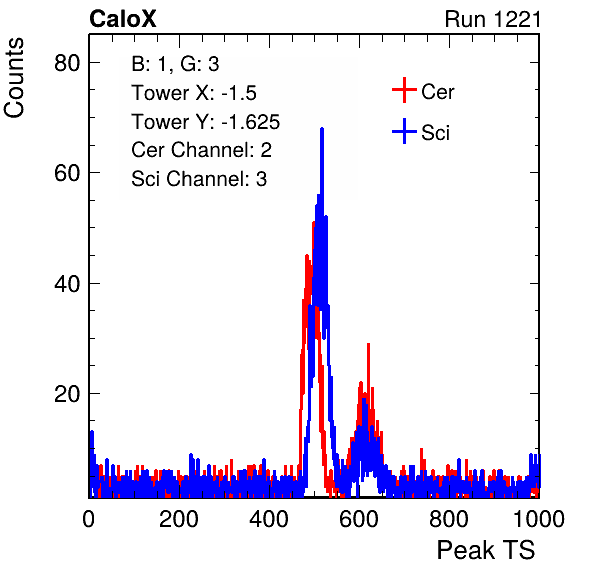 CaloX Run 1221
Counts
80
60
40
20
B: 1, G: 3
Tower X: -1.5
Tower Y: -1.625
Cer Channel: 2
Sci Channel: 3
Cer
Sci
0 200 400 600 800 1000
Peak TS